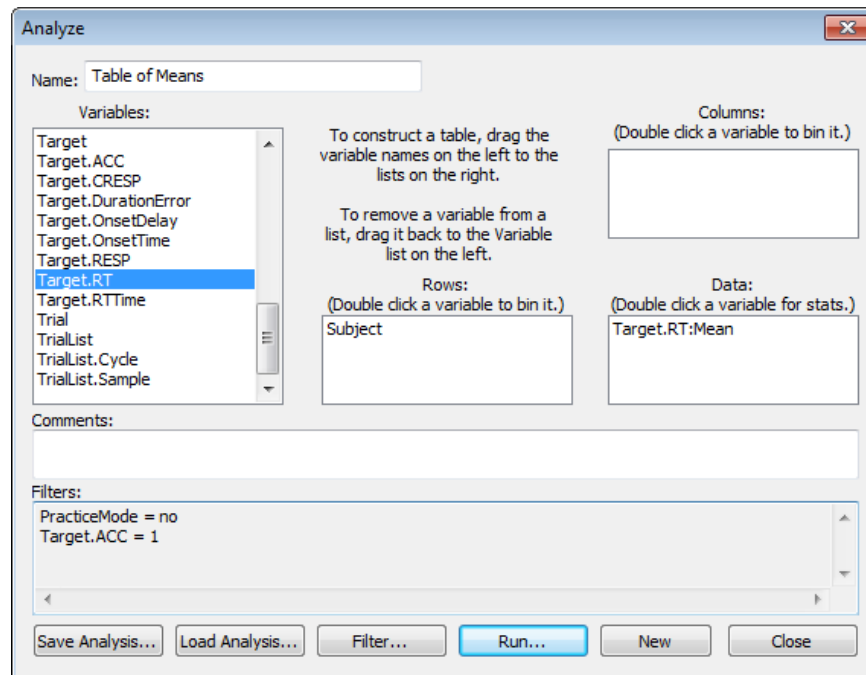 Analyze
Name: Table of Means
Variables:
Target
Target.ACC
Target.CRESP
Target.DurationError
Target.OnsetDelay
Target.OnsetTime
Target.RESP
Target.RT
Target.RTTime
Trial
TrialList
TrialList.Cycle
TrialList.Sample
To construct a table, drag the
variable names on the left to the
lists on the right.
To remove a variable from a
list, drag it back to the Variable
list on the left.
Columns:
(Double click a variable to bin it.)
Rows:
(Double click a variable to bin it.)
Subject
Data:
(Double click a variable for stats.)
Target.RT:Mean
Comments:
Filters:
PracticeMode = no
Target.ACC = 1
Save Analysis... Load Analysis... Filter... Run... New Close